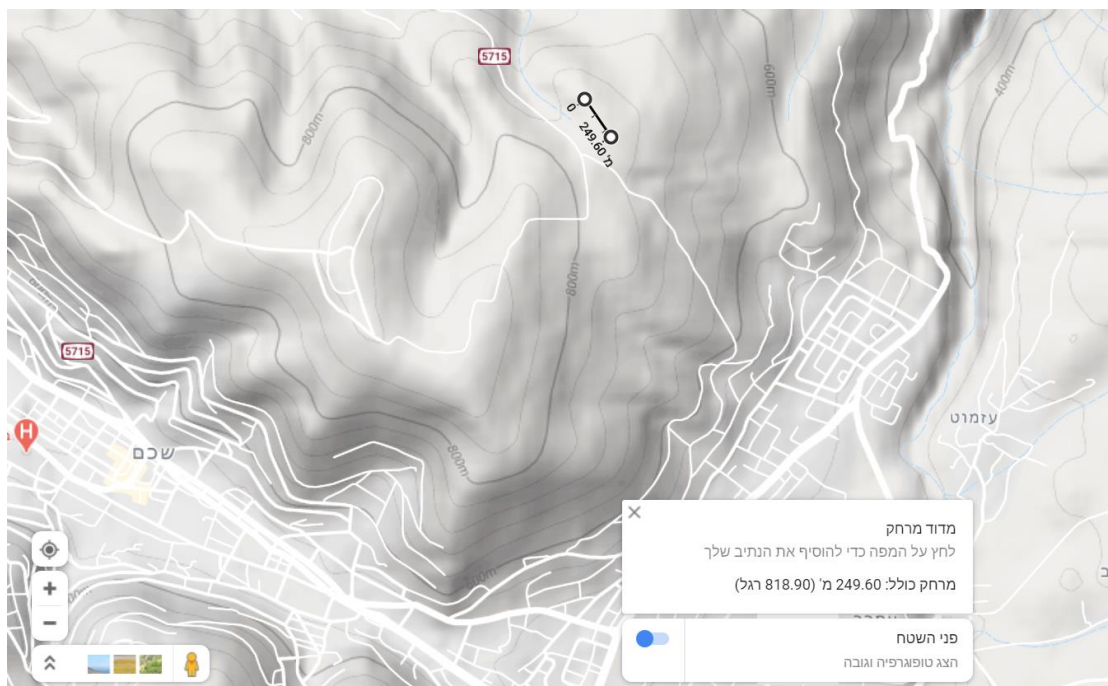 5715
600m
400m
800m
0
249.60 מ'
800m
5715
עזמוט
שכם
800m
H
מדוד מרחק
לחץ על המפה כדי להוסיף את הנתיב שלך
מרחק כולל: 249.60 מ' (818.90 רגל)
פני השטח
הצג טופוגרפיה וגובה